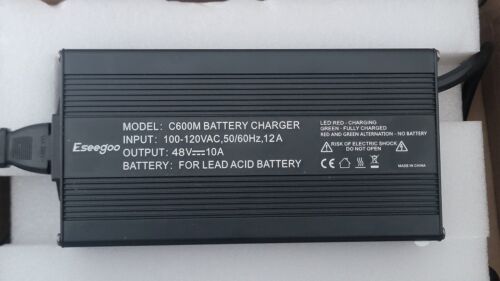 Eseegoo
MODEL: C600M BATTERY CHARGER
INPUT: 100-120VAC,50/60Hz,12A
OUTPUT: 48V⎓10A
BATTERY: FOR LEAD ACID BATTERY
LED RED - CHARGING
GREEN - FULLY CHARGED
RED AND GREEN ALTERNATION - NO BATTERY
RISK OF ELECTRIC SHOCK
DO NOT OPEN
MADE IN CHINA